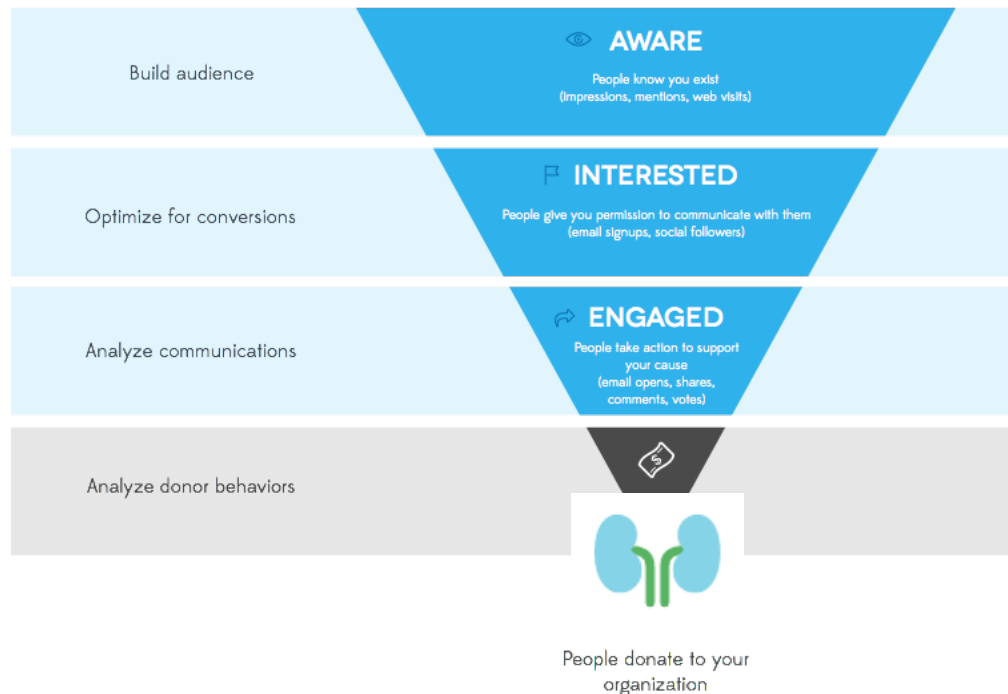 Build audience
AWARE
People know you exist
(impressions, mentions, web visits)
Optimize for conversions
INTERESTED
People give you permission to communicate with them
(email signups, social followers)
Analyze communications
ENGAGED
People take action to support
your cause
(email opens, shares,
comments, votes)
Analyze donor behaviors
$
People donate to your
organization